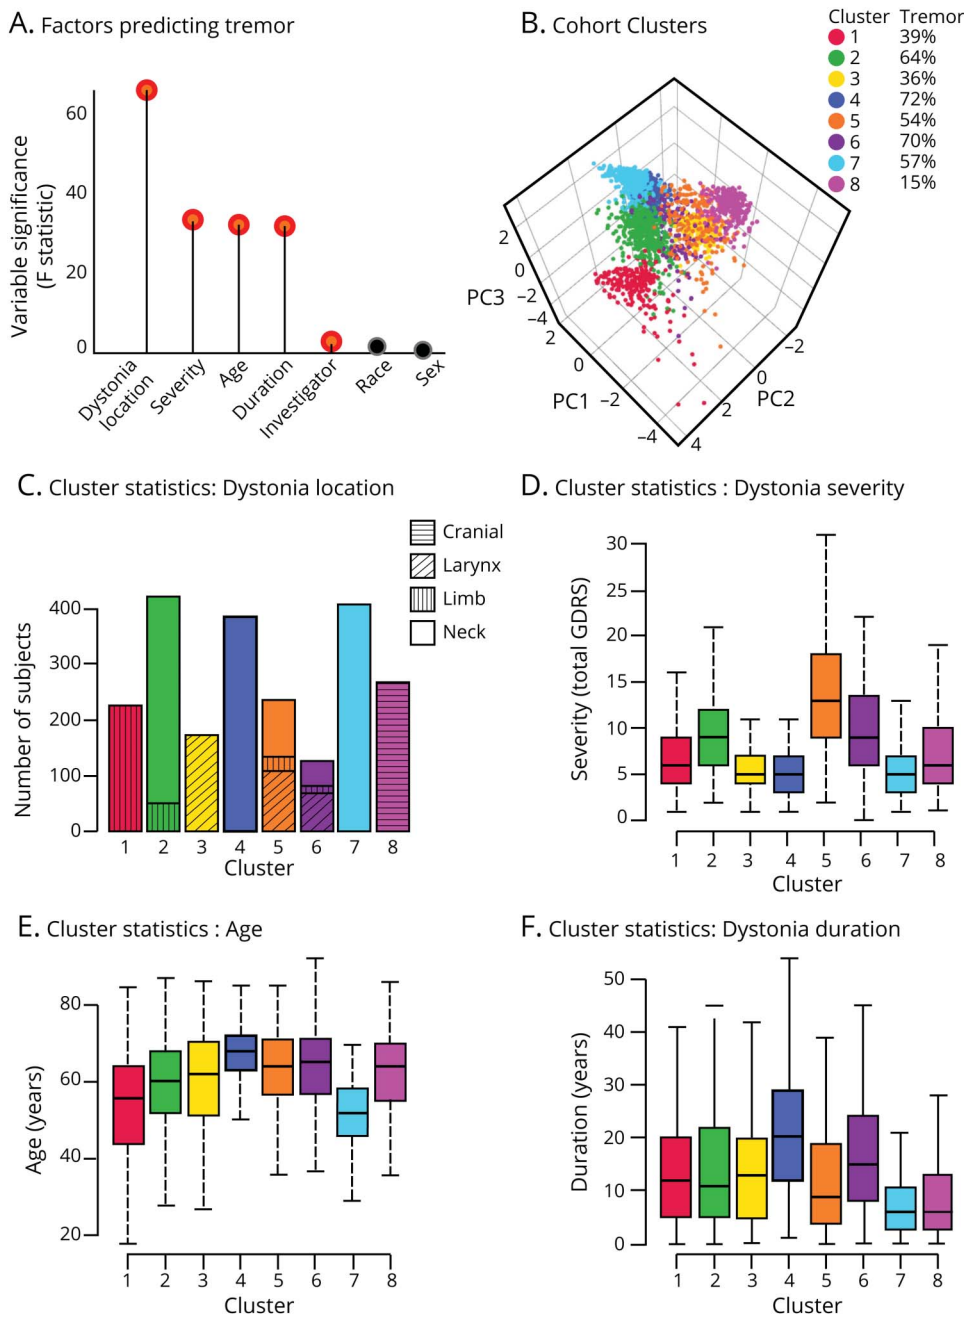 A. Factors predicting tremor
Variable significance
(F statistic)
60
40
20
0
Dystonia
location
Severity
Age
Duration
Investigator
Race
Sex
B. Cohort Clusters
Cluster Tremor
1 39%
2 64%
3 36%
4 72%
5 54%
6 70%
7 57%
8 15%
2
0
PC3 −2
−4
2
0
PC1 −2
−4
−2
0
PC2
2
4
C. Cluster statistics: Dystonia location
Cranial
Larynx
Limb
Neck
Number of subjects
400
300
200
100
0
1 2 3 4 5 6 7 8
Cluster
D. Cluster statistics : Dystonia severity
Severity (total GDRS)
30
25
20
15
10
5
0
1 2 3 4 5 6 7 8
Cluster
E. Cluster statistics : Age
Age (years)
80
60
40
20
1 2 3 4 5 6 7 8
Cluster
F. Cluster statistics: Dystonia duration
Duration (years)
50
40
30
20
10
0
1 2 3 4 5 6 7 8
Cluster